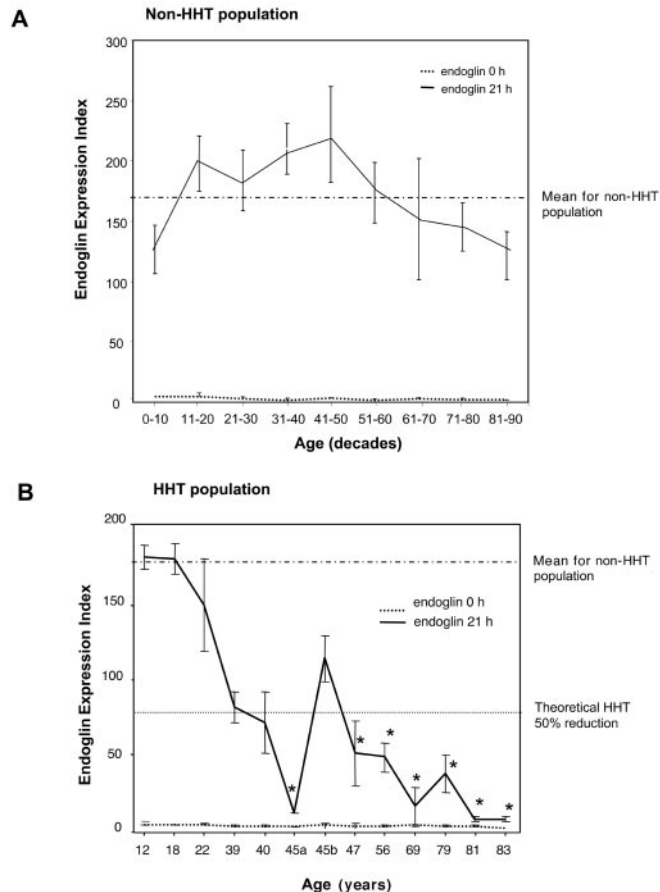 A
Non-HHT population
Endoglin Expression Index
300
250
200
150
100
50
0
endoglin 0 h
endoglin 21 h
Mean for non-HHT
population
0-10 11-20 21-30 31-40 41-50 51-60 61-70 71-80 81-90
Age (decades)
B
HHT population
Endoglin Expression Index
200
150
100
50
0
Mean for non-HHT
population
endoglin 0 h
endoglin 21 h
Theoretical HHT
50% reduction
* * * * * * *
12 18 22 39 40 45a 45b 47 56 69 79 81 83
Age (years)